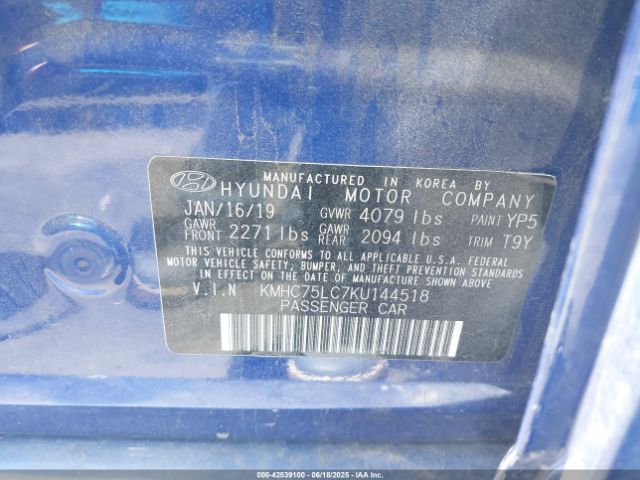 MANUFACTURED IN KOREA BY
HYUNDAI MOTOR COMPANY
JAN/16/19 GVWR 4079 lbs PAINT YP5
GAWR FRONT 2271 lbs GAWR REAR 2094 lbs TRIM T9Y
THIS VEHICLE CONFORMS TO ALL APPLICABLE U.S.A. FEDERAL
MOTOR VEHICLE SAFETY, BUMPER, AND THEFT PREVENTION
STANDARDS IN EFFECT ON THE DATE OF MANUFACTURE SHOWN ABOVE.
V.I.N KMHC75LC7KU144518
PASSENGER CAR
000-42539100 - 06/18/2025 - IAAI.COM